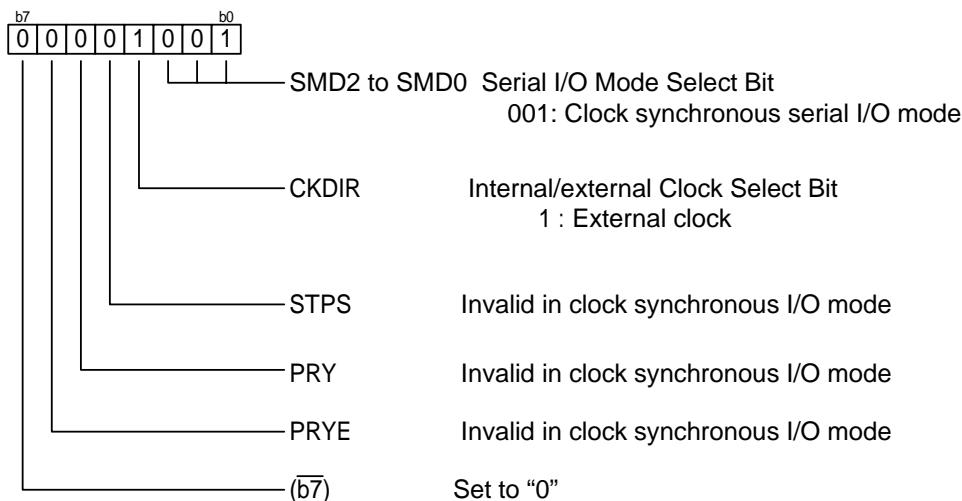 b7 b0
0 0 0 0 1 0 0 1
SMD2 to SMD0 Serial I/O Mode Select Bit
001: Clock synchronous serial I/O mode
CKDIR Internal/external Clock Select Bit
1 : External clock
STPS Invalid in clock synchronous I/O mode
PRY Invalid in clock synchronous I/O mode
PRYE Invalid in clock synchronous I/O mode
(b7) Set to “0”